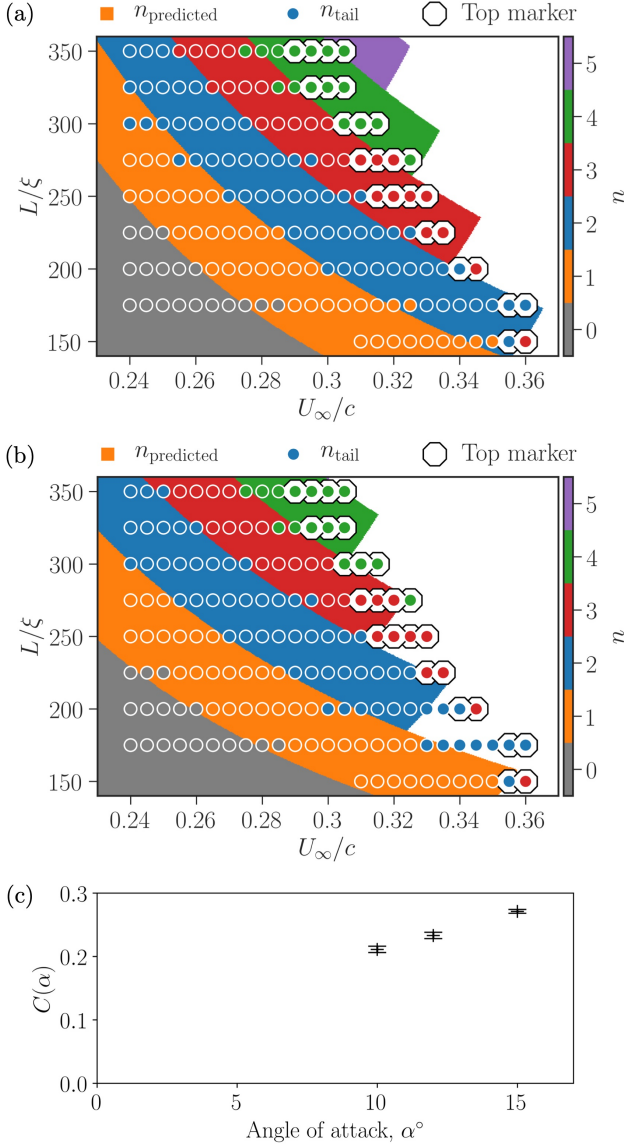 (a)
n_predicted n_tail Top marker
350
300
250
200
150
L/ξ
0.24 0.26 0.28 0.3 0.32 0.34 0.36
U_∞/c
5
4
3
2
1
0
n
(b)
n_predicted n_tail Top marker
350
300
250
200
150
L/ξ
0.24 0.26 0.28 0.3 0.32 0.34 0.36
U_∞/c
5
4
3
2
1
0
n
(c)
0.3
0.2
0.1
0.0
C(α)
0 5 10 15
Angle of attack, α°